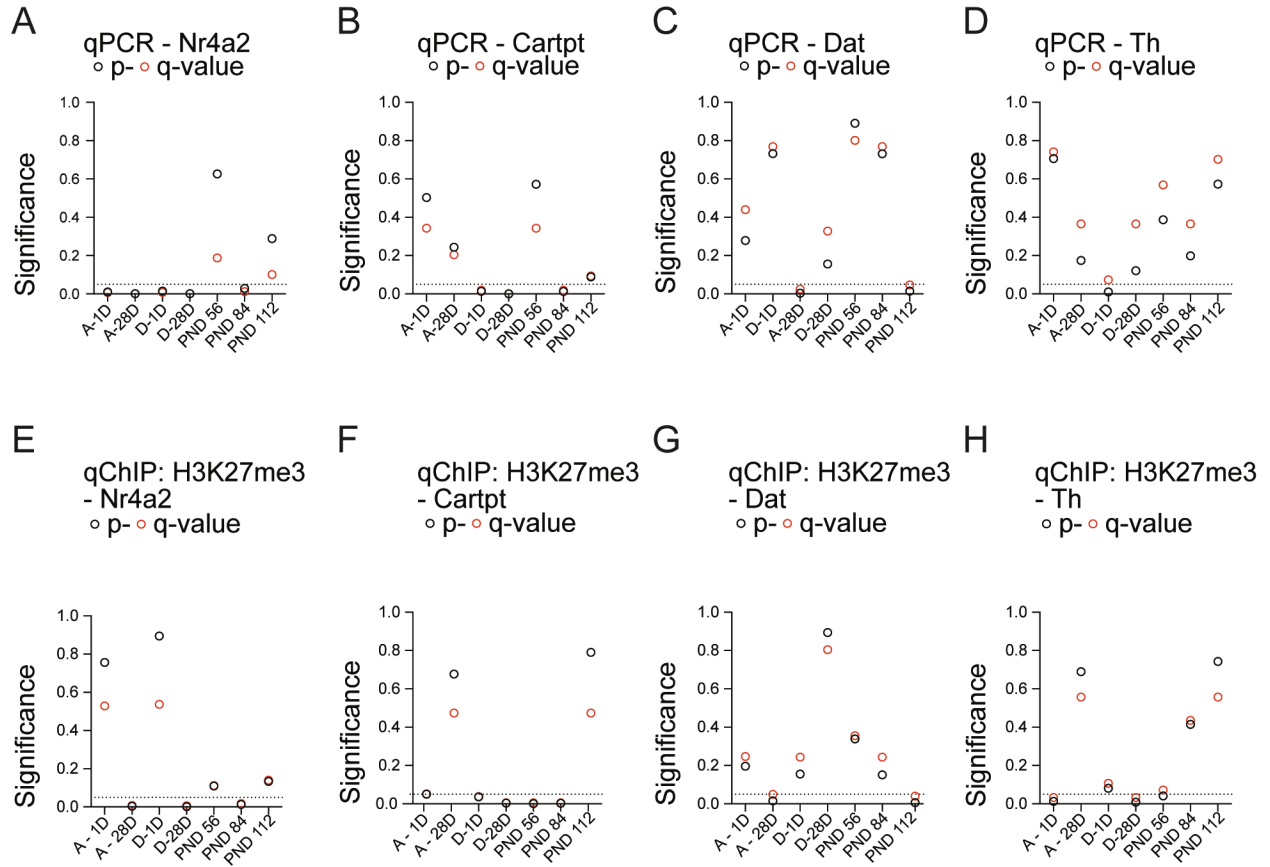 A
qPCR - Nr4a2
p- q-value
Significance
1.0
0.8
0.6
0.4
0.2
0.0
A-1D
A-28D
D-1D
D-28D
PND 56
PND 84
PND 112
B
qPCR - Cartpt
p- q-value
Significance
1.0
0.8
0.6
0.4
0.2
0.0
A-1D
A-28D
D-1D
D-28D
PND 56
PND 84
PND 112
C
qPCR - Dat
p- q-value
Significance
1.0
0.8
0.6
0.4
0.2
0.0
A-1D
D-1D
A-28D
D-28D
PND 56
PND 84
PND 112
D
qPCR - Th
p- q-value
Significance
1.0
0.8
0.6
0.4
0.2
0.0
A-1D
A-28D
D-1D
D-28D
PND 56
PND 84
PND 112
E
qChIP: H3K27me3
- Nr4a2
p- q-value
Significance
1.0
0.8
0.6
0.4
0.2
0.0
A - 1D
A - 28D
D-1D
D-28D
PND 56
PND 84
PND 112
F
qChIP: H3K27me3
- Cartpt
p- q-value
Significance
1.0
0.8
0.6
0.4
0.2
0.0
A - 1D
A - 28D
D-1D
D-28D
PND 56
PND 84
PND 112
G
qChIP: H3K27me3
- Dat
p- q-value
Significance
1.0
0.8
0.6
0.4
0.2
0.0
A - 1D
A - 28D
D-1D
D-28D
PND 56
PND 84
PND 112
H
qChIP: H3K27me3
- Th
p- q-value
Significance
1.0
0.8
0.6
0.4
0.2
0.0
A - 1D
A - 28D
D-1D
D-28D
PND 56
PND 84
PND 112